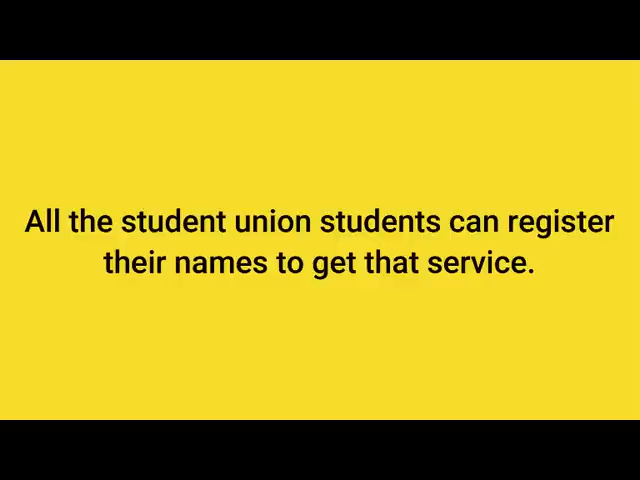 All the student union students can register
their names to get that service.